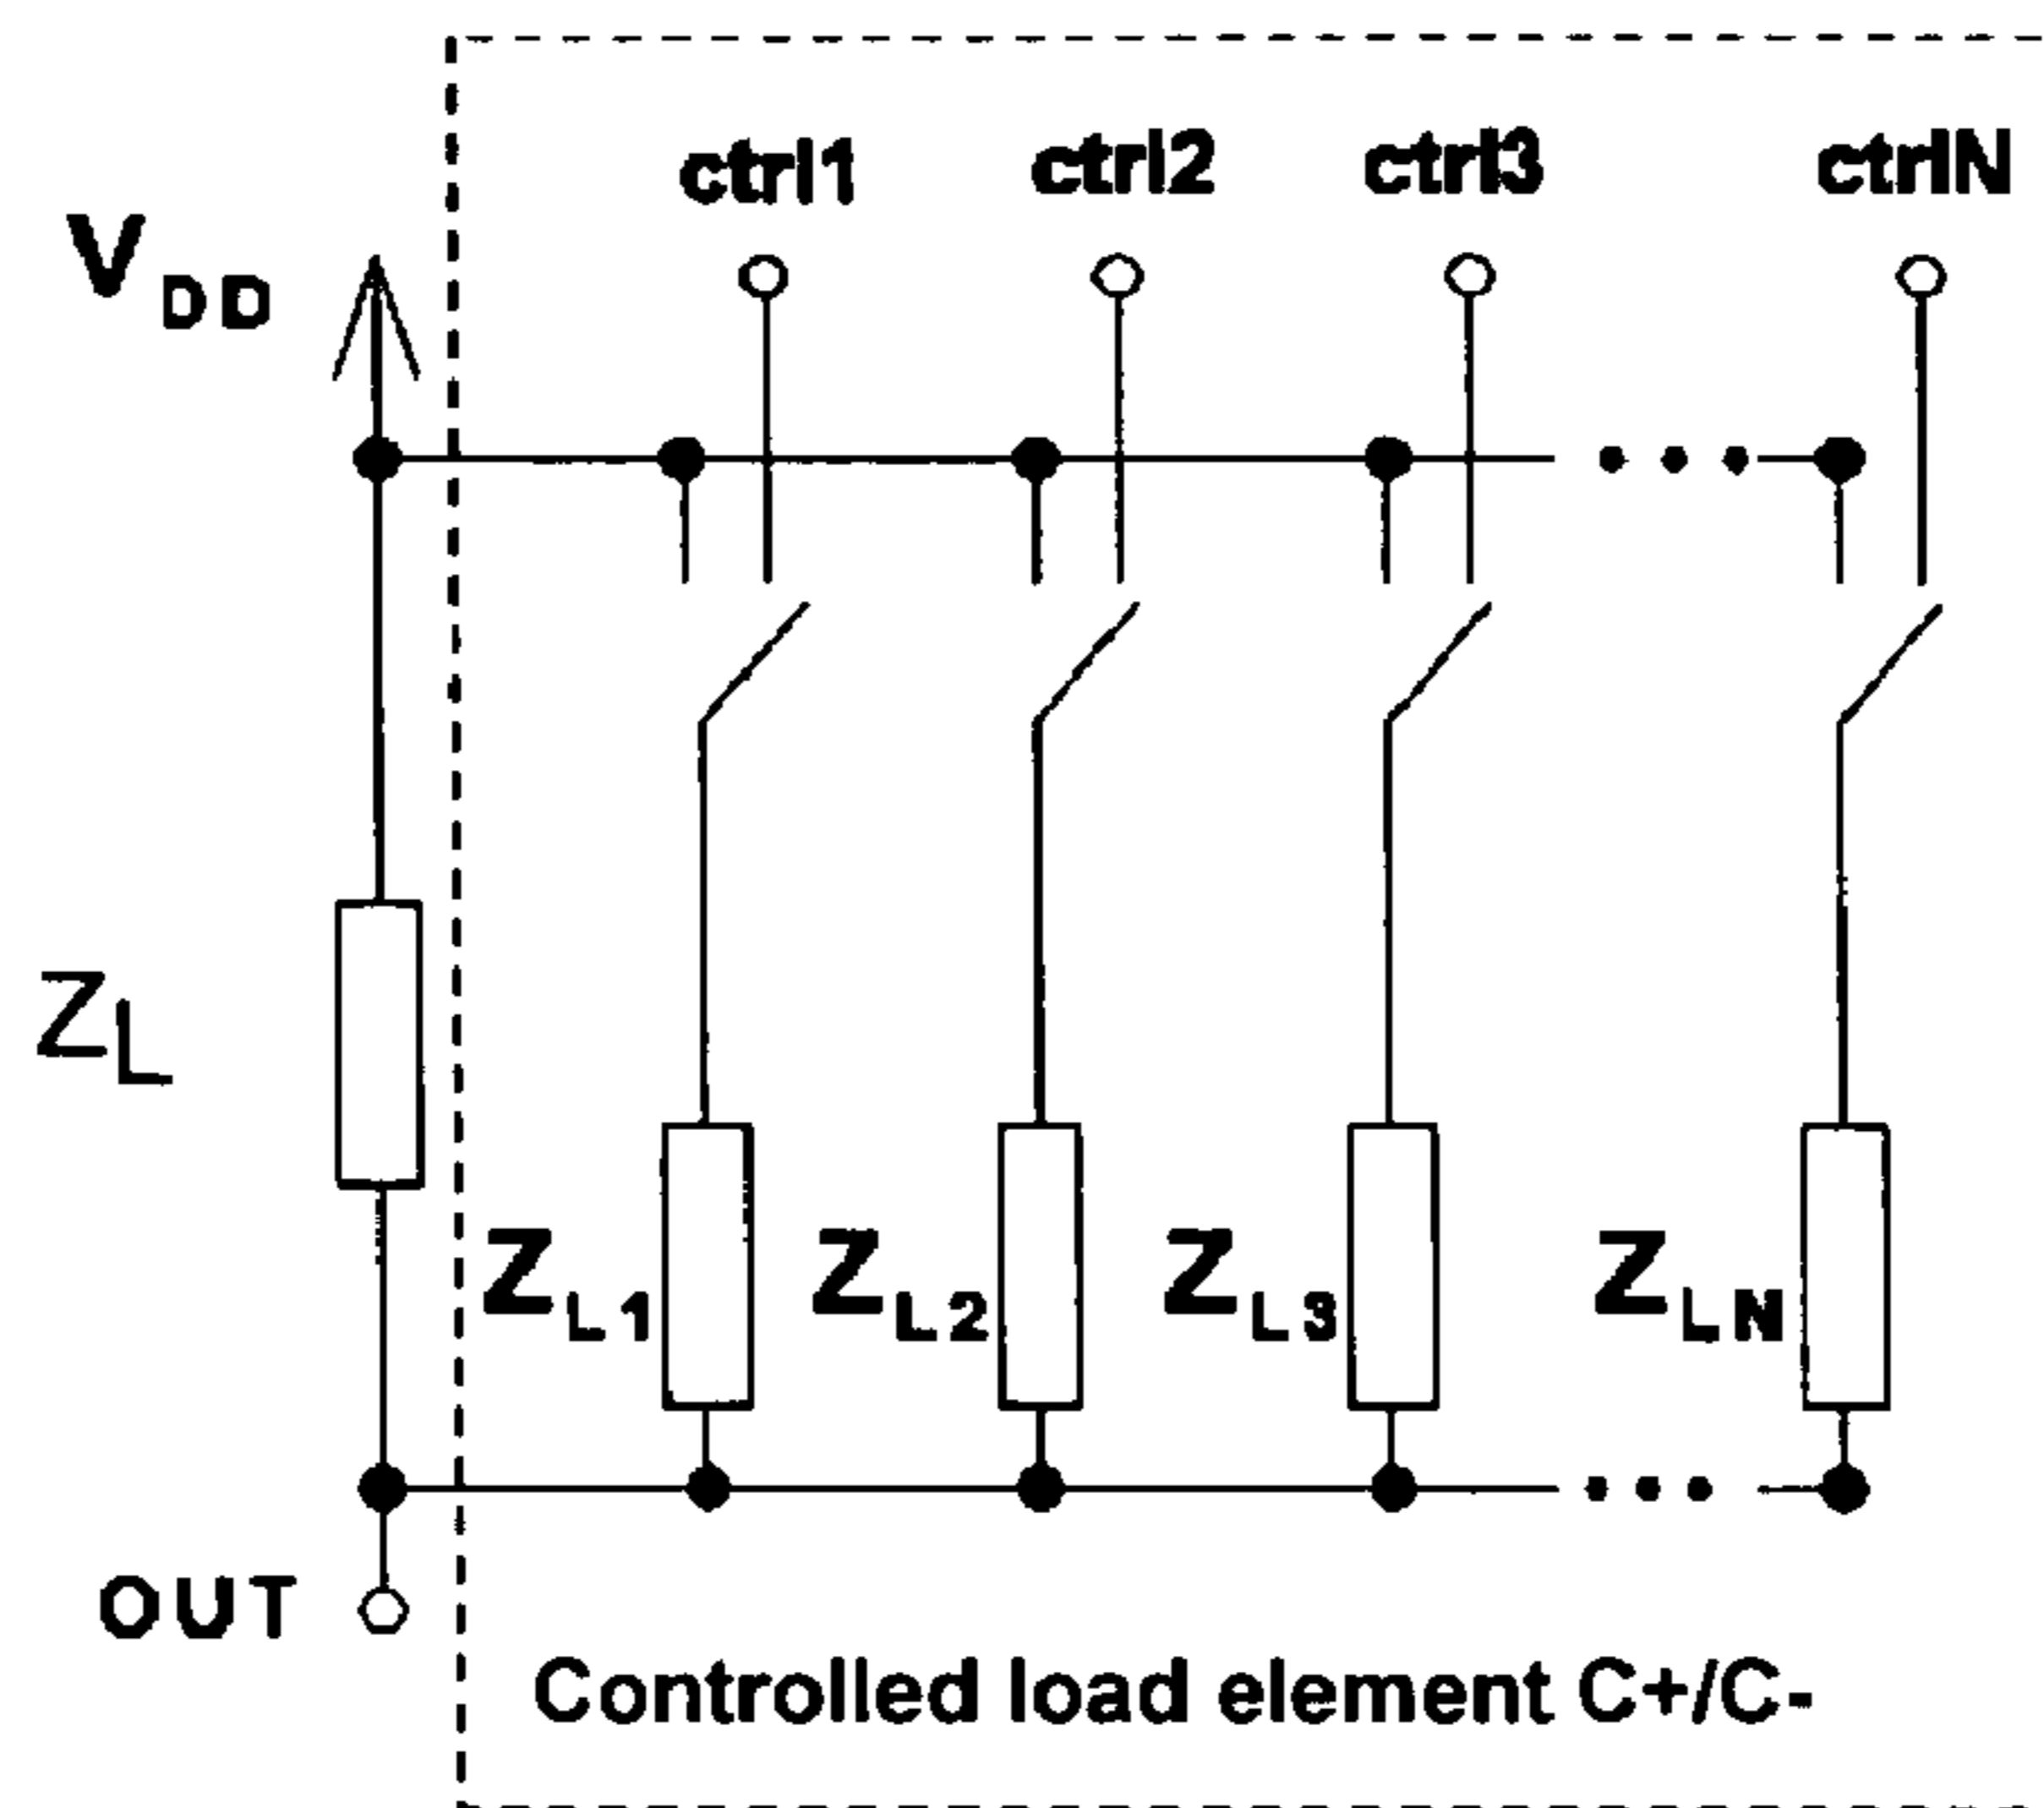 ctrl1 ctrl2 ctrl3 ctrlN
VDD
ZL
ZL1 ZL2 ZL3 ZLN
OUT
Controlled load element C+/C-